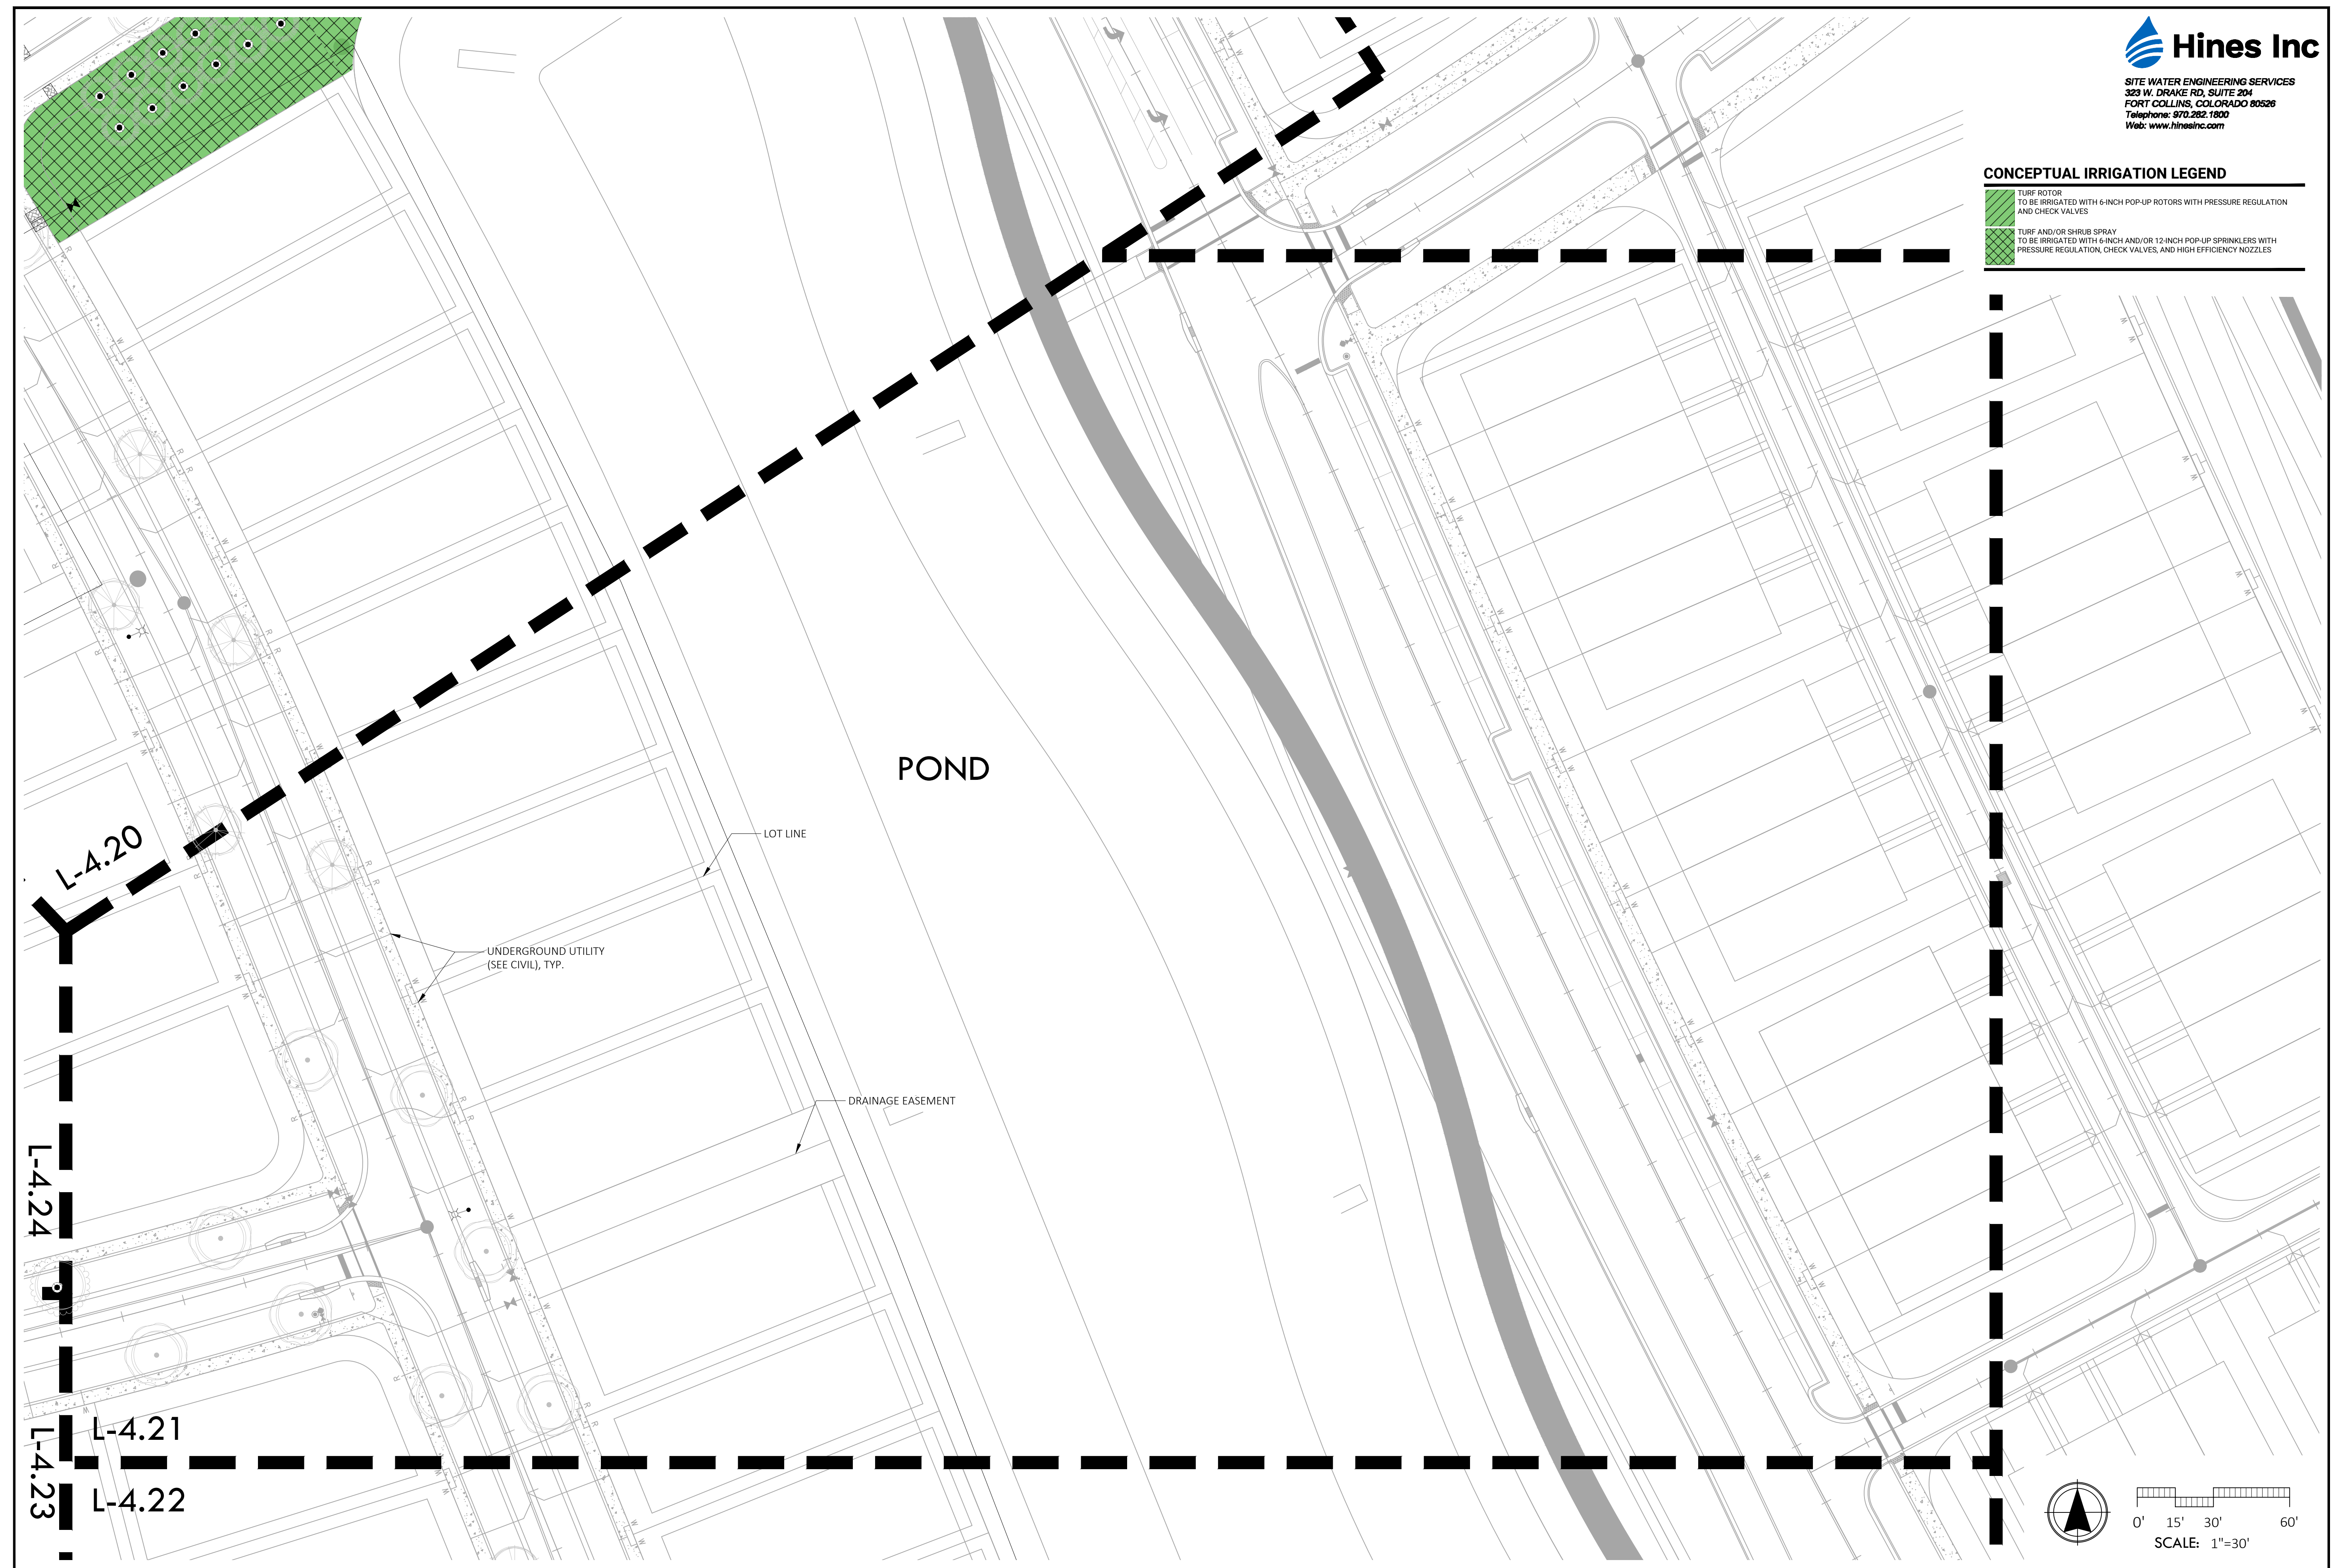 Hines Inc
SITE WATER ENGINEERING SERVICES
323 W. DRAKE RD, SUITE 204
FORT COLLINS, COLORADO 80526
Telephone: 970.282.1800
Web: www.hinesinc.com
CONCEPTUAL IRRIGATION LEGEND
TURF ROTOR
TO BE IRRIGATED WITH 6-INCH POP-UP ROTORS WITH PRESSURE REGULATION
AND CHECK VALVES
TURF AND/OR SHRUB SPRAY
TO BE IRRIGATED WITH 6-INCH AND/OR 12-INCH POP-UP SPRINKLERS WITH
PRESSURE REGULATION, CHECK VALVES, AND HIGH EFFICIENCY NOZZLES
POND
LOT LINE
L-4.20
UNDERGROUND UTILITY
(SEE CIVIL), TYP.
DRAINAGE EASEMENT
L-4.24
L-4.21
L-4.23
L-4.22
0' 15' 30' 60'
SCALE: 1"=30'